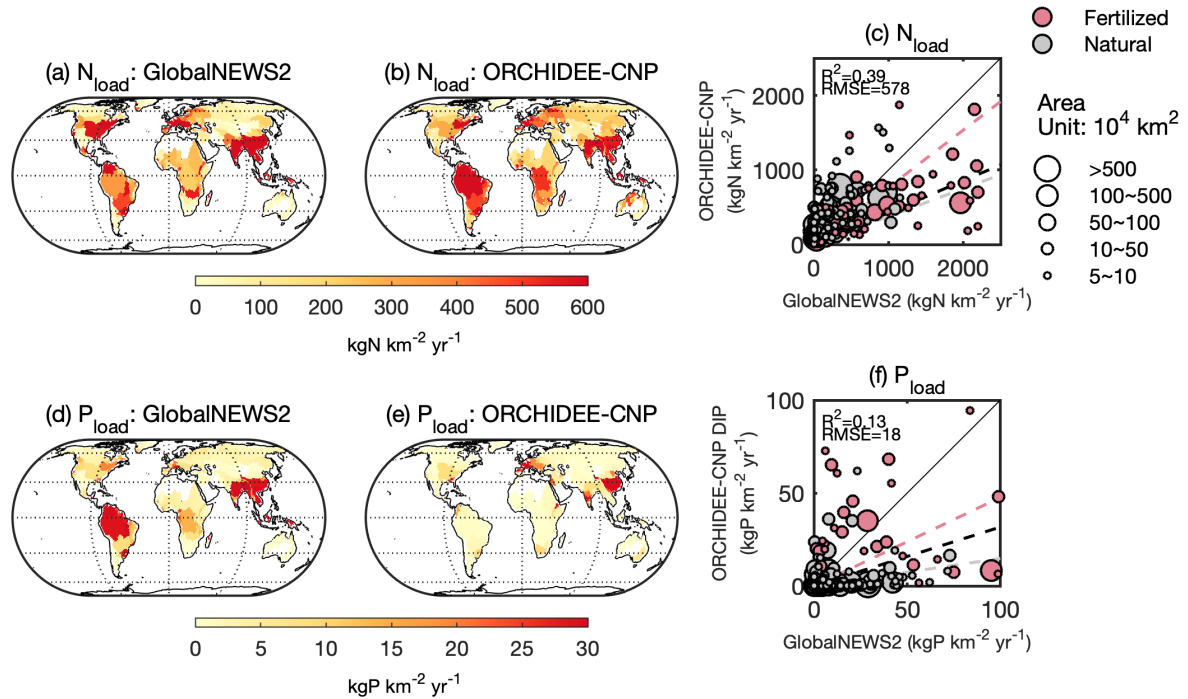 Fertilized
Natural
(a) N_load: GlobalNEWS2
(b) N_load: ORCHIDEE-CNP
(c) N_load
R²=0.39
RMSE=578
2000
1000
0
ORCHIDEE-CNP
(kgN km⁻² yr⁻¹)
0 1000 2000
GlobalNEWS2 (kgN km⁻² yr⁻¹)
Area
Unit: 10⁴ km²
>500
100~500
50~100
10~50
5~10
0 100 200 300 400 500 600
kgN km⁻² yr⁻¹
(d) P_load: GlobalNEWS2
(e) P_load: ORCHIDEE-CNP
(f) P_load
R²=0.13
RMSE=18
100
50
0
ORCHIDEE-CNP DIP
(kgP km⁻² yr⁻¹)
0 50 100
GlobalNEWS2 (kgP km⁻² yr⁻¹)
0 5 10 15 20 25 30
kgP km⁻² yr⁻¹